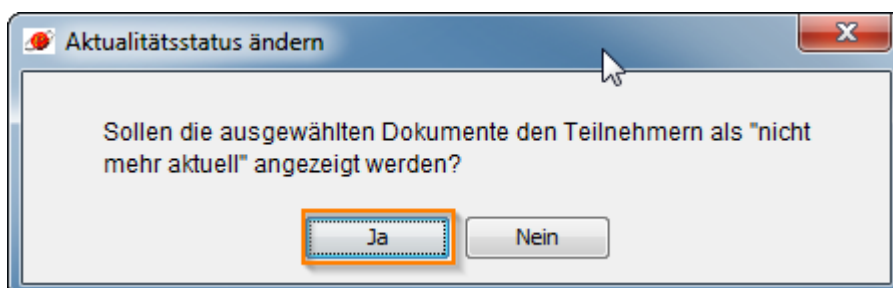 Aktualitätsstatus ändern
Sollen die ausgewählten Dokumente den Teilnehmern als "nicht
mehr aktuell" angezeigt werden?
Ja
Nein